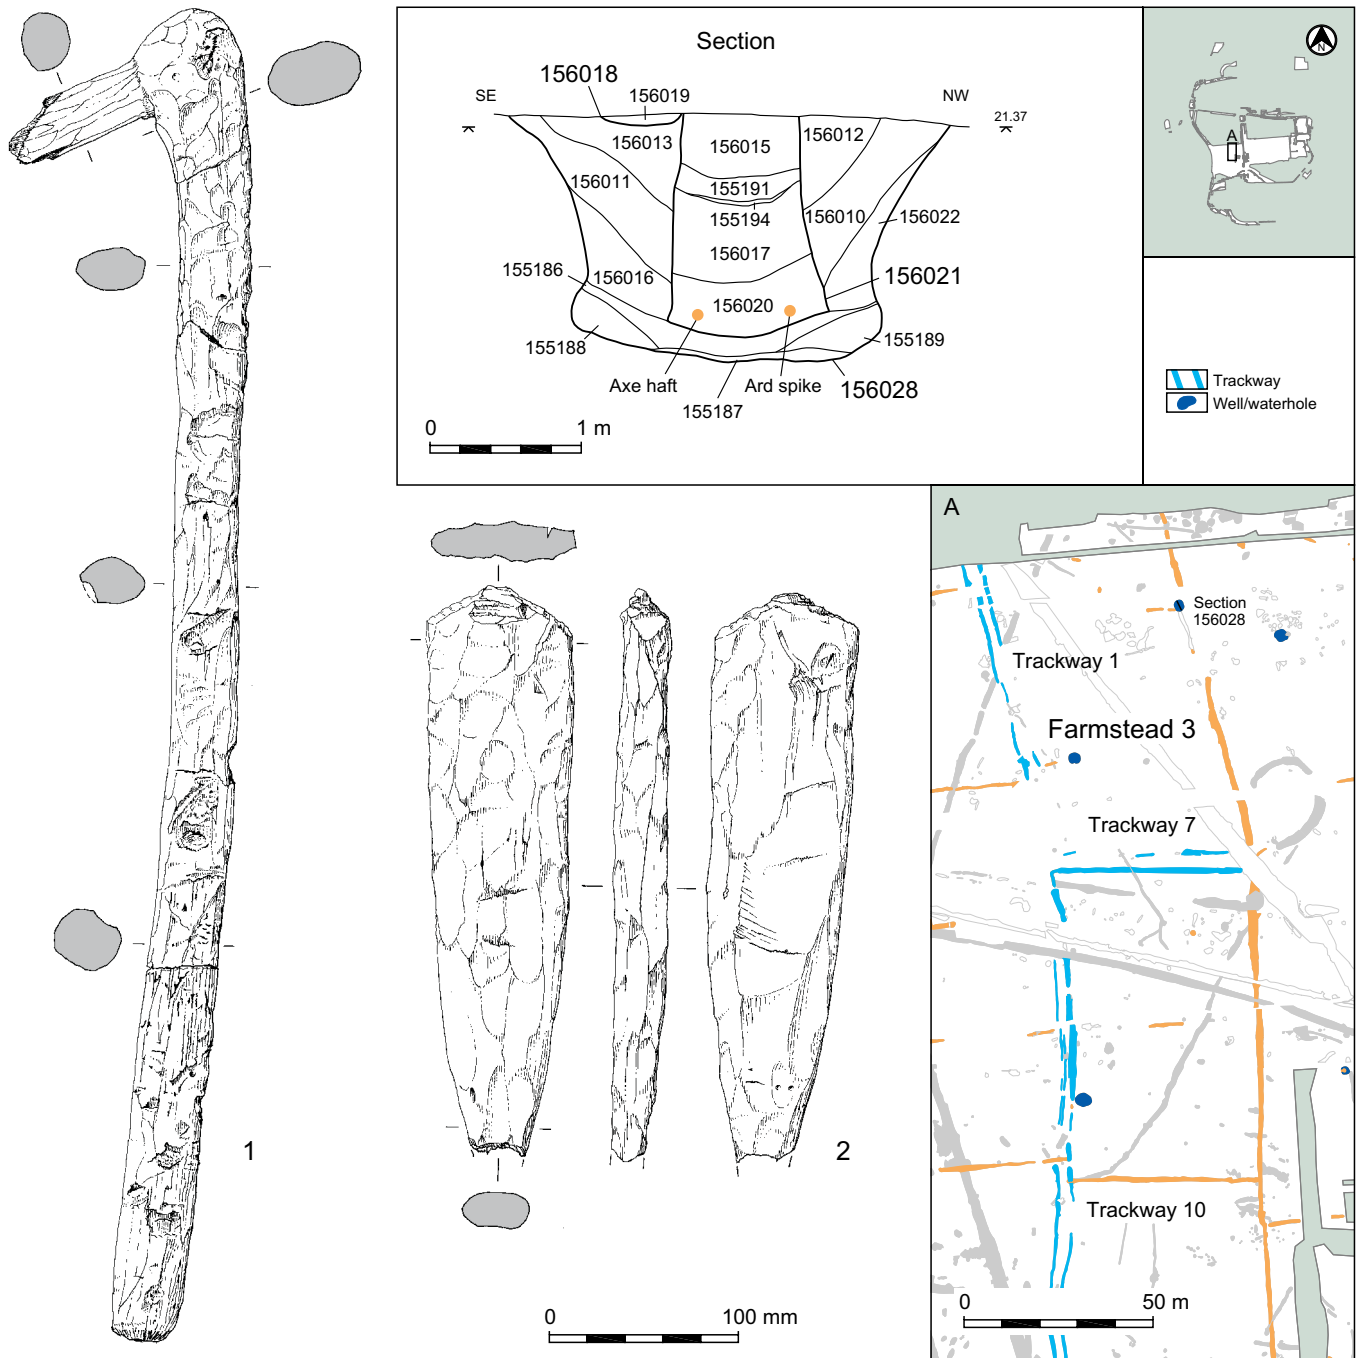 Section
156018
SE
156019
NW
21.37
156013
156015
156012
156011
155191
155194
156010
156022
156017
155186
156016
156021
156020
155188
155189
Axe haft
Ard spike
156028
155187
0
1 m
N
A
Trackway
Well/waterhole
A
Section
156028
Trackway 1
Farmstead 3
Trackway 7
Trackway 10
0
50 m
1
2
0
100 mm